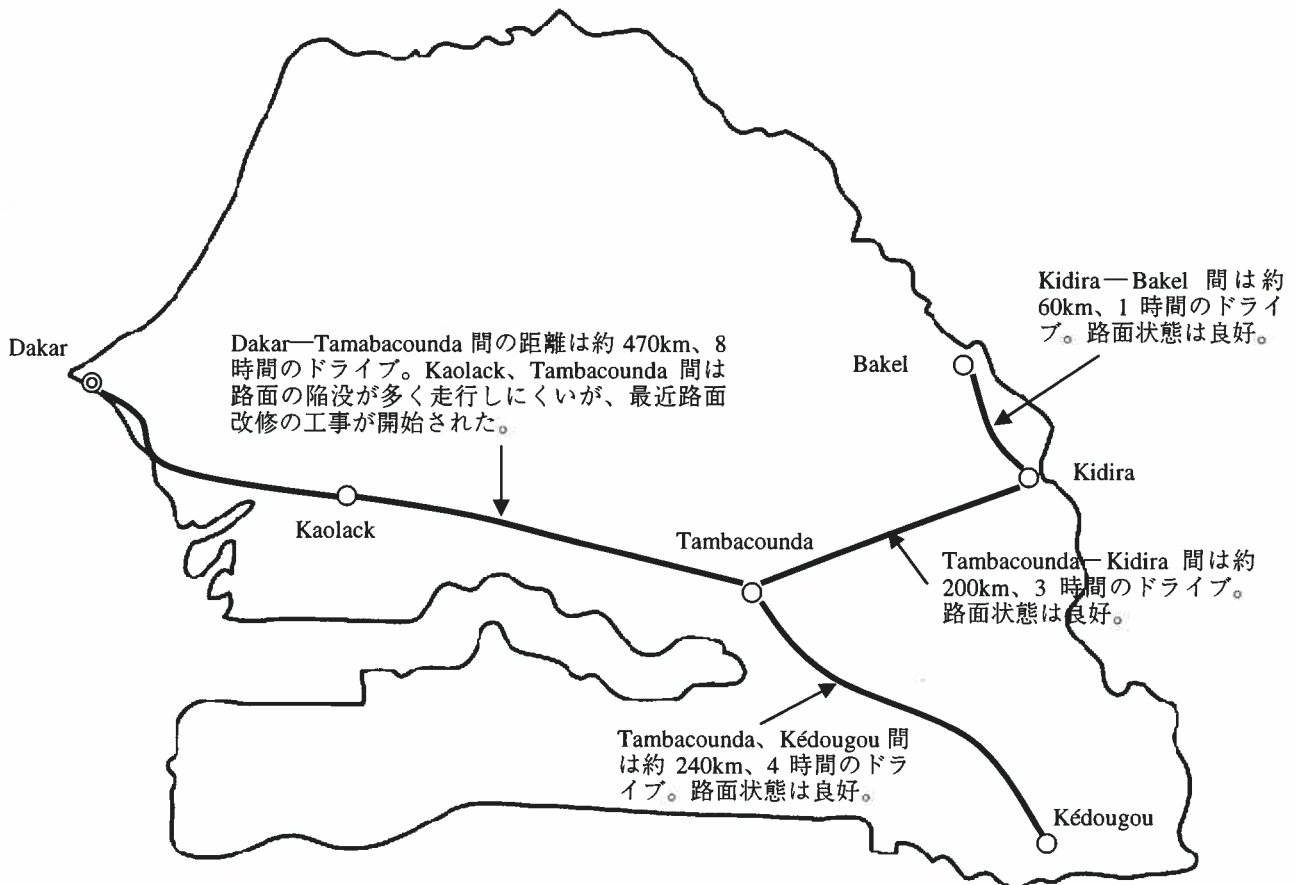 Kidira―Bakel 間は約
60km、1 時間のドライ
ブ。路面状態は良好。
Dakar
Dakar―Tamabacounda 間の距離は約 470km、8
時間のドライブ。Kaolack、Tambacounda 間は
路面の陥没が多く走行しにくいが、最近路面
改修の工事が開始された。
Bakel
Kidira
Kaolack
Tambacounda
Tambacounda―Kidira 間は約
200km、3 時間のドライブ。
路面状態は良好。
Tambacounda、Kédougou 間
は約 240km、4 時間のドラ
イブ。路面状態は良好。
Kédougou